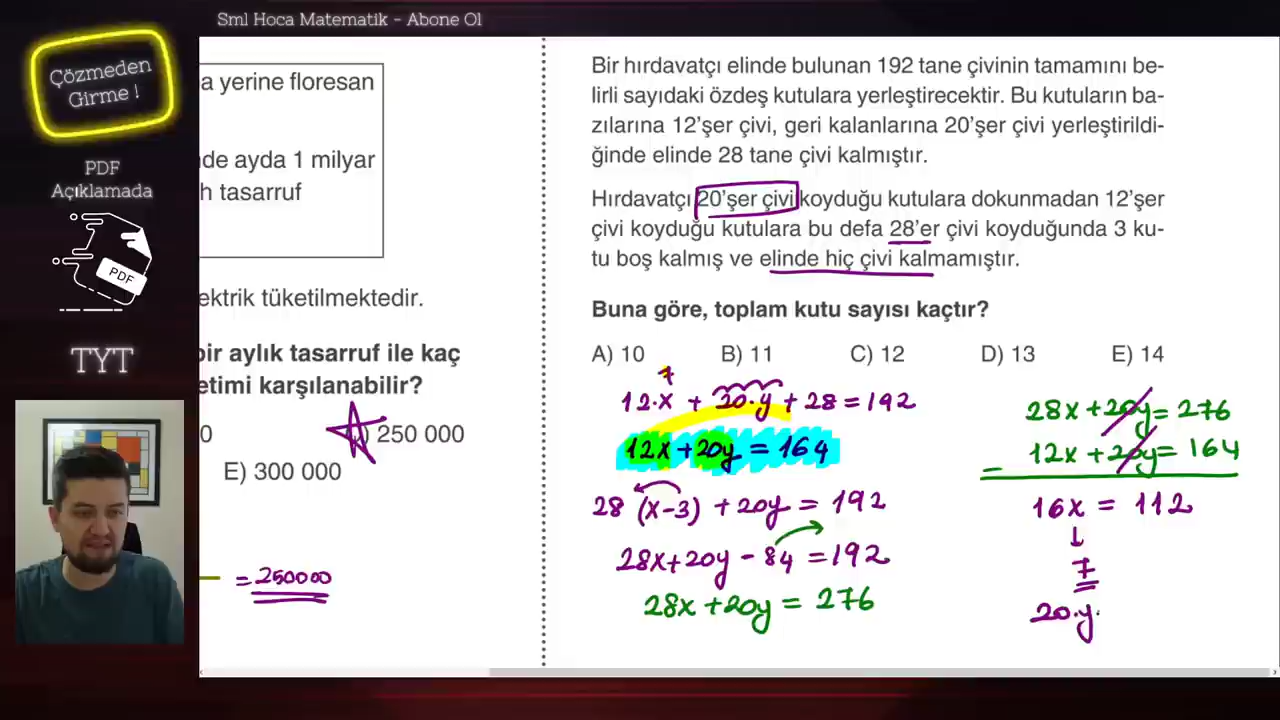 Sml Hoca Matematik - Abone Ol
Çözmeden
Girme !
PDF
Açıklamada
PDF
TYT
a yerine floresan
nde ayda 1 milyar
h tasarruf
ektrik tüketilmektedir.
bir aylık tasarruf ile kaç
etimi karşılanabilir?
0
) 250 000
E) 300 000
= 250000
Bir hırdavatçı elinde bulunan 192 tane çivinin tamamını be-
lirli sayıdaki özdeş kutulara yerleştirecektir. Bu kutuların ba-
zılarına 12'şer çivi, geri kalanlarına 20'şer çivi yerleştirildi-
ğinde elinde 28 tane çivi kalmıştır.
Hırdavatçı 20'şer çivi koyduğu kutulara dokunmadan 12'şer
çivi koyduğu kutulara bu defa 28'er çivi koyduğunda 3 ku-
tu boş kalmış ve elinde hiç çivi kalmamıştır.
Buna göre, toplam kutu sayısı kaçtır?
A) 10 B) 11 C) 12 D) 13 E) 14
7
12·x + 20·y + 28 = 192
12x + 20y = 164
28 (x-3) + 20y = 192
28x + 20y - 84 = 192
28x + 20y = 276
28x + 20y = 276
12x + 20y = 164
-
16x = 112
↓
7
20·y